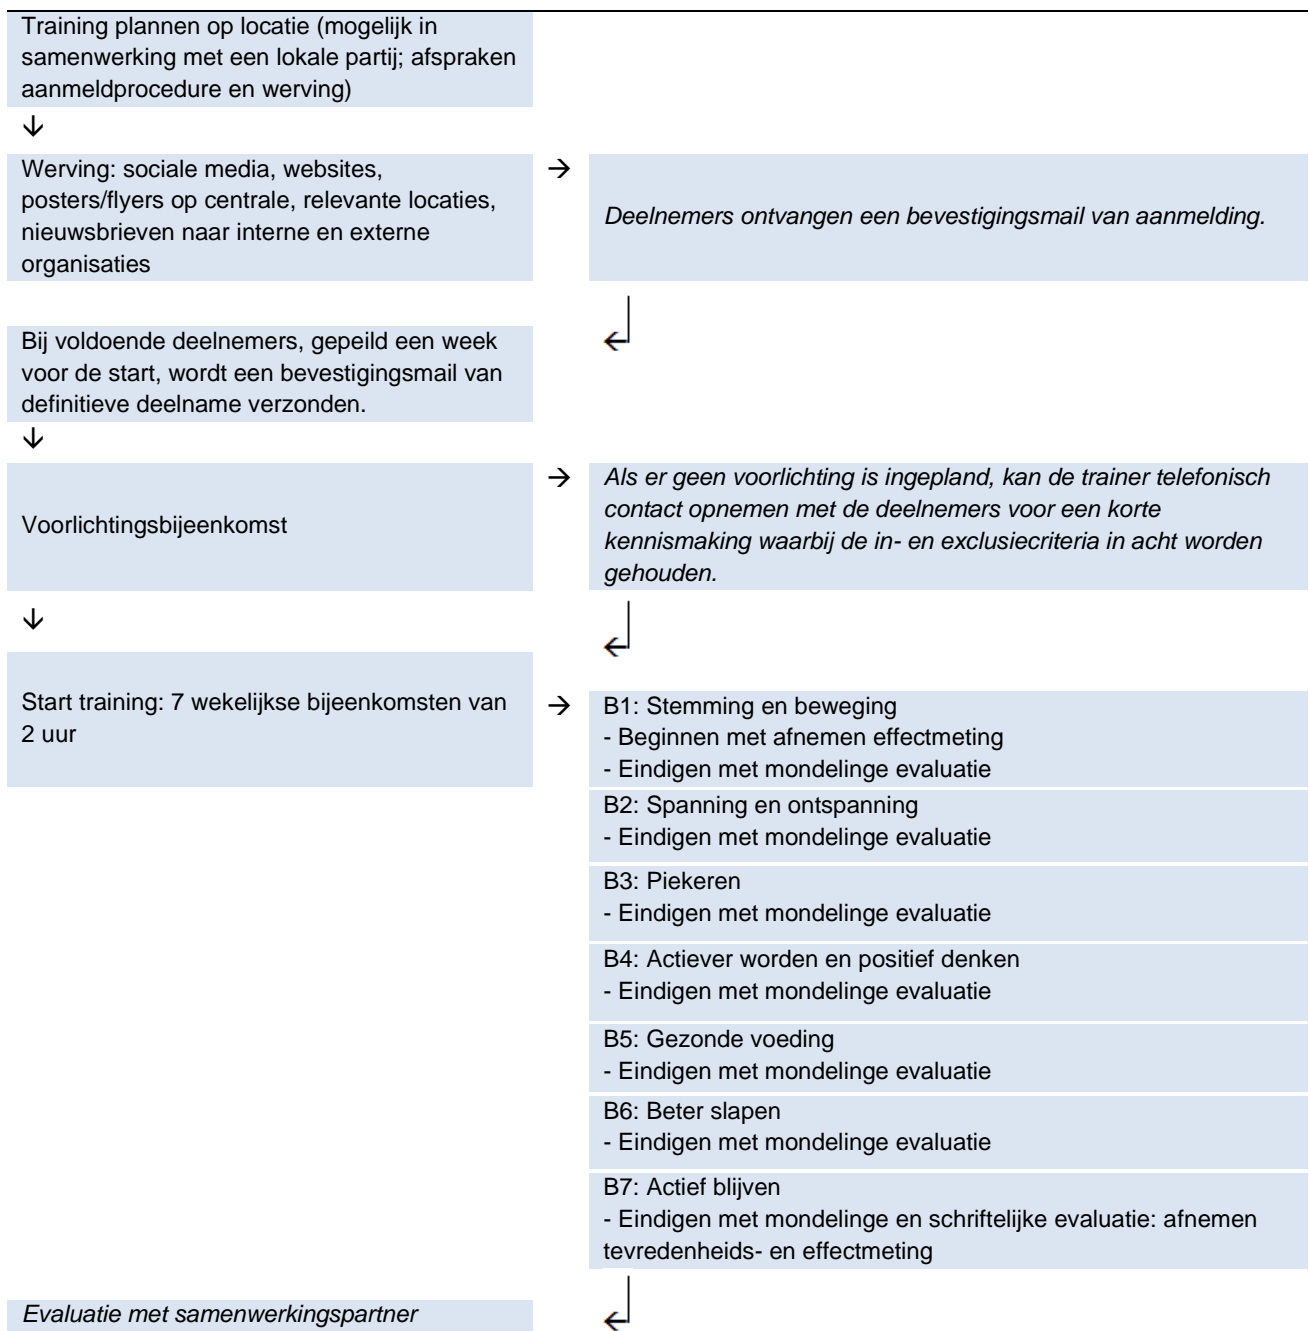 Training plannen op locatie (mogelijk in
samenwerking met een lokale partij; afspraken
aanmeldprocedure en werving)
↓
Werving: sociale media, websites,
posters/flyers op centrale, relevante locaties,
nieuwsbrieven naar interne en externe
organisaties
→
Deelnemers ontvangen een bevestigingsmail van aanmelding.
←
Bij voldoende deelnemers, gepeild een week
voor de start, wordt een bevestigingsmail van
definitieve deelname verzonden.
↓
Voorlichtingsbijeenkomst
→
Als er geen voorlichting is ingepland, kan de trainer telefonisch
contact opnemen met de deelnemers voor een korte
kennismaking waarbij de in- en exclusiecriteria in acht worden
gehouden.
↓
←
Start training: 7 wekelijkse bijeenkomsten van
2 uur
→
B1: Stemming en beweging
- Beginnen met afnemen effectmeting
- Eindigen met mondelinge evaluatie
B2: Spanning en ontspanning
- Eindigen met mondelinge evaluatie
B3: Piekeren
- Eindigen met mondelinge evaluatie
B4: Actiever worden en positief denken
- Eindigen met mondelinge evaluatie
B5: Gezonde voeding
- Eindigen met mondelinge evaluatie
B6: Beter slapen
- Eindigen met mondelinge evaluatie
B7: Actief blijven
- Eindigen met mondelinge en schriftelijke evaluatie: afnemen
tevredenheids- en effectmeting
←
Evaluatie met samenwerkingspartner